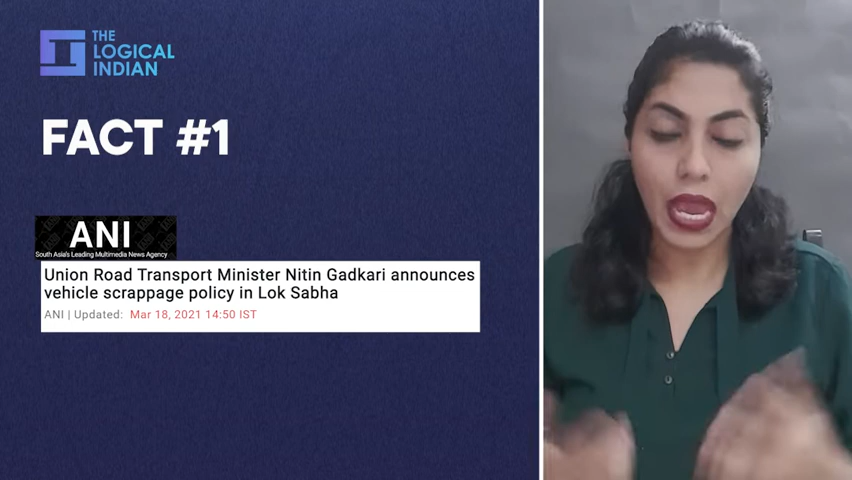 THE
LOGICAL
INDIAN
FACT #1
ANI
South Asia's Leading Multimedia News Agency
Union Road Transport Minister Nitin Gadkari announces
vehicle scrappage policy in Lok Sabha
ANI | Updated: Mar 18, 2021 14:50 IST